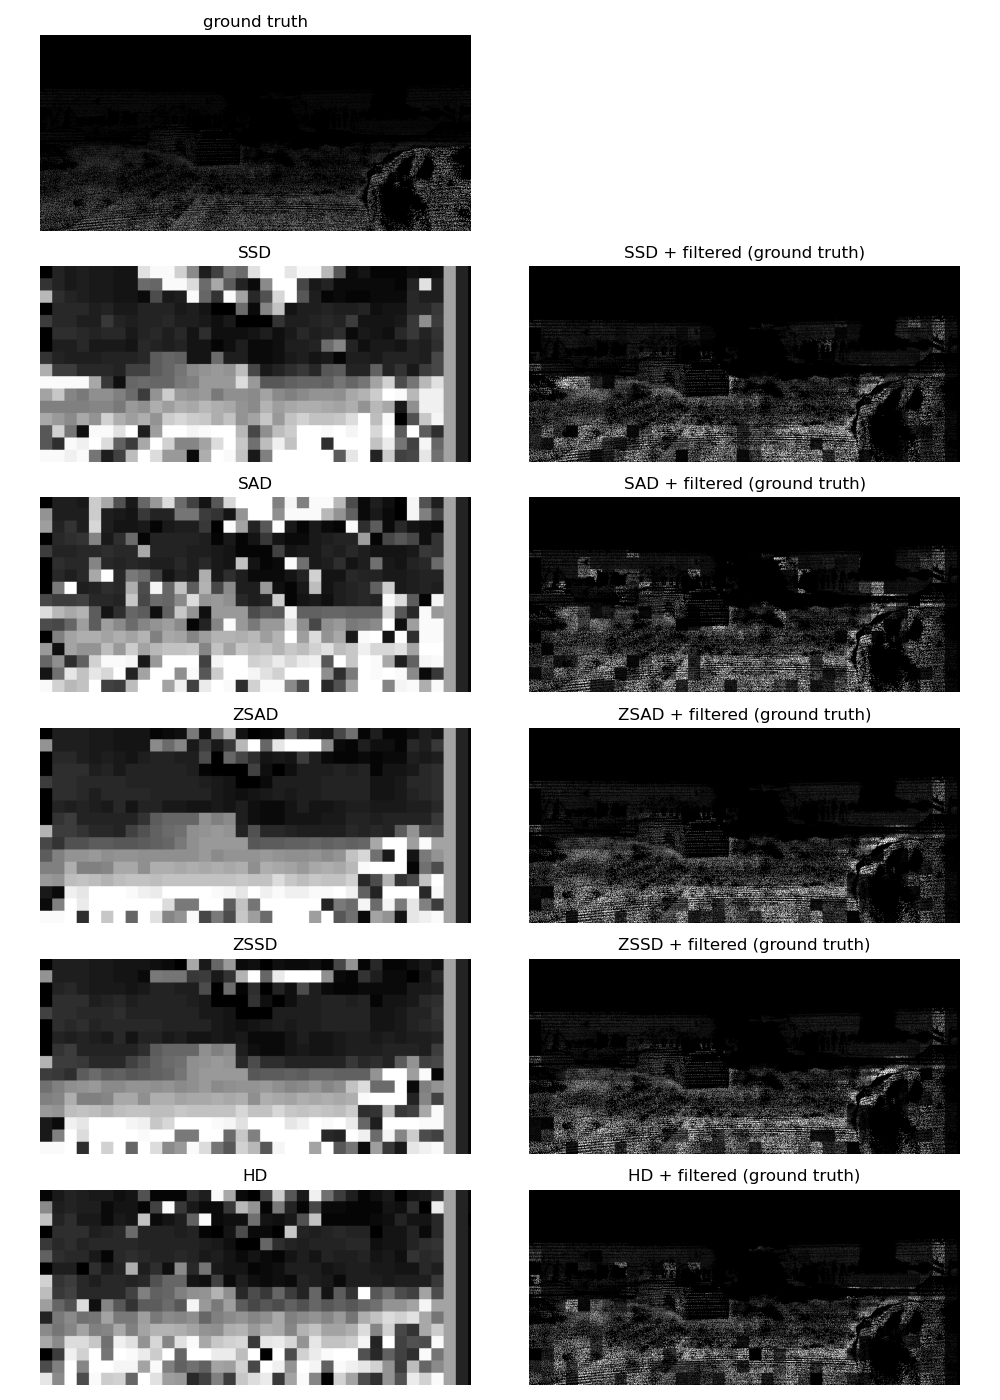 ground truth
SSD
SSD + filtered (ground truth)
SAD
SAD + filtered (ground truth)
ZSAD
ZSAD + filtered (ground truth)
ZSSD
ZSSD + filtered (ground truth)
HD
HD + filtered (ground truth)